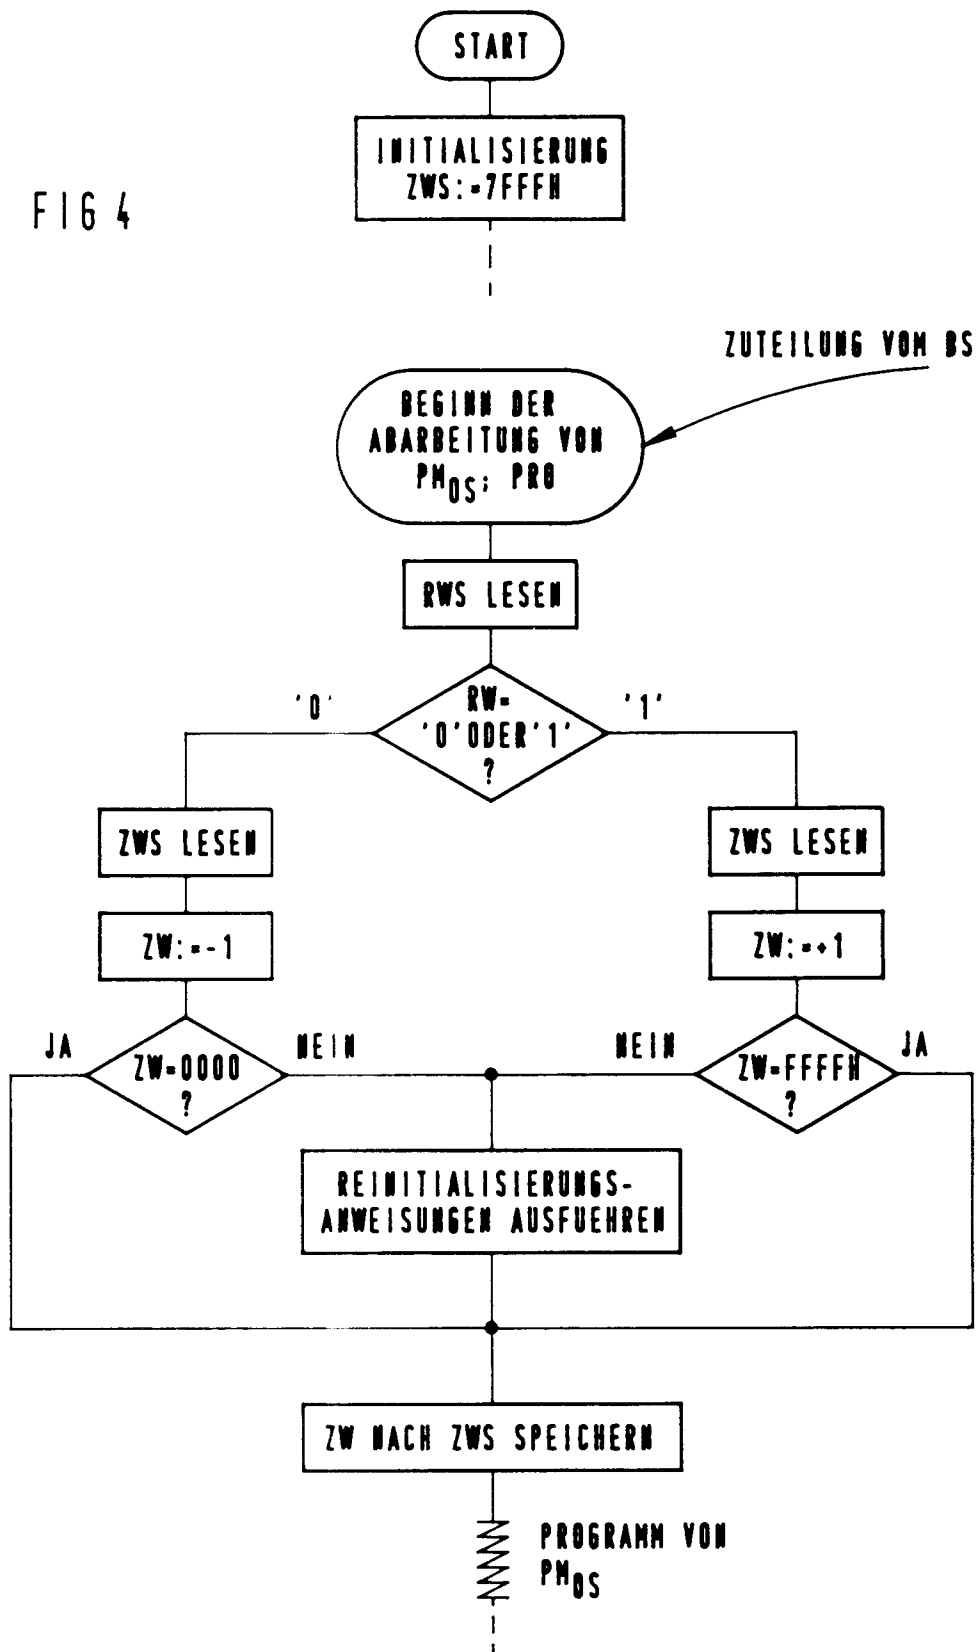 START
INITIALISIERUNG
ZWS:=7FFFH
FIG 4
ZUTEILUNG VOM BS
BEGINN DER
ABARBEITUNG VON
PM0S; PR0
RWS LESEN
'0'
RW=
'0'ODER'1'
?
'1'
ZWS LESEN
ZWS LESEN
ZW:=-1
ZW:=+1
JA
ZW=0000
?
NEIN
NEIN
ZW=FFFFH
?
JA
REINITIALISIERUNGS-
ANWEISUNGEN AUSFUEHREN
ZW NACH ZWS SPEICHERN
PROGRAMM VON
PM0S